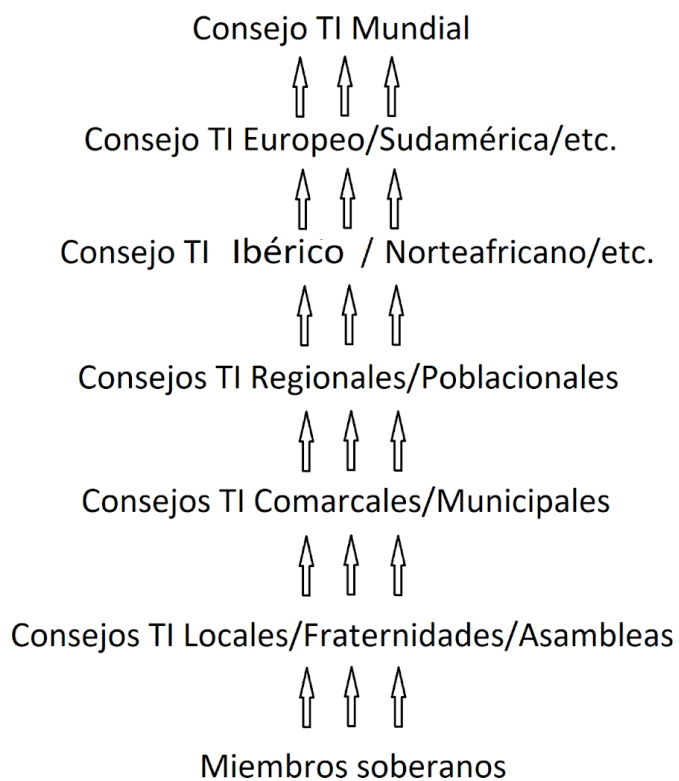 Consejo TI Mundial
Consejo TI Europeo/Sudamérica/etc.
Consejo TI Ibérico / Norteafricano/etc.
Consejos TI Regionales/Poblacionales
Consejos TI Comarcales/Municipales
Consejos TI Locales/Fraternidades/Asambleas
Miembros soberanos